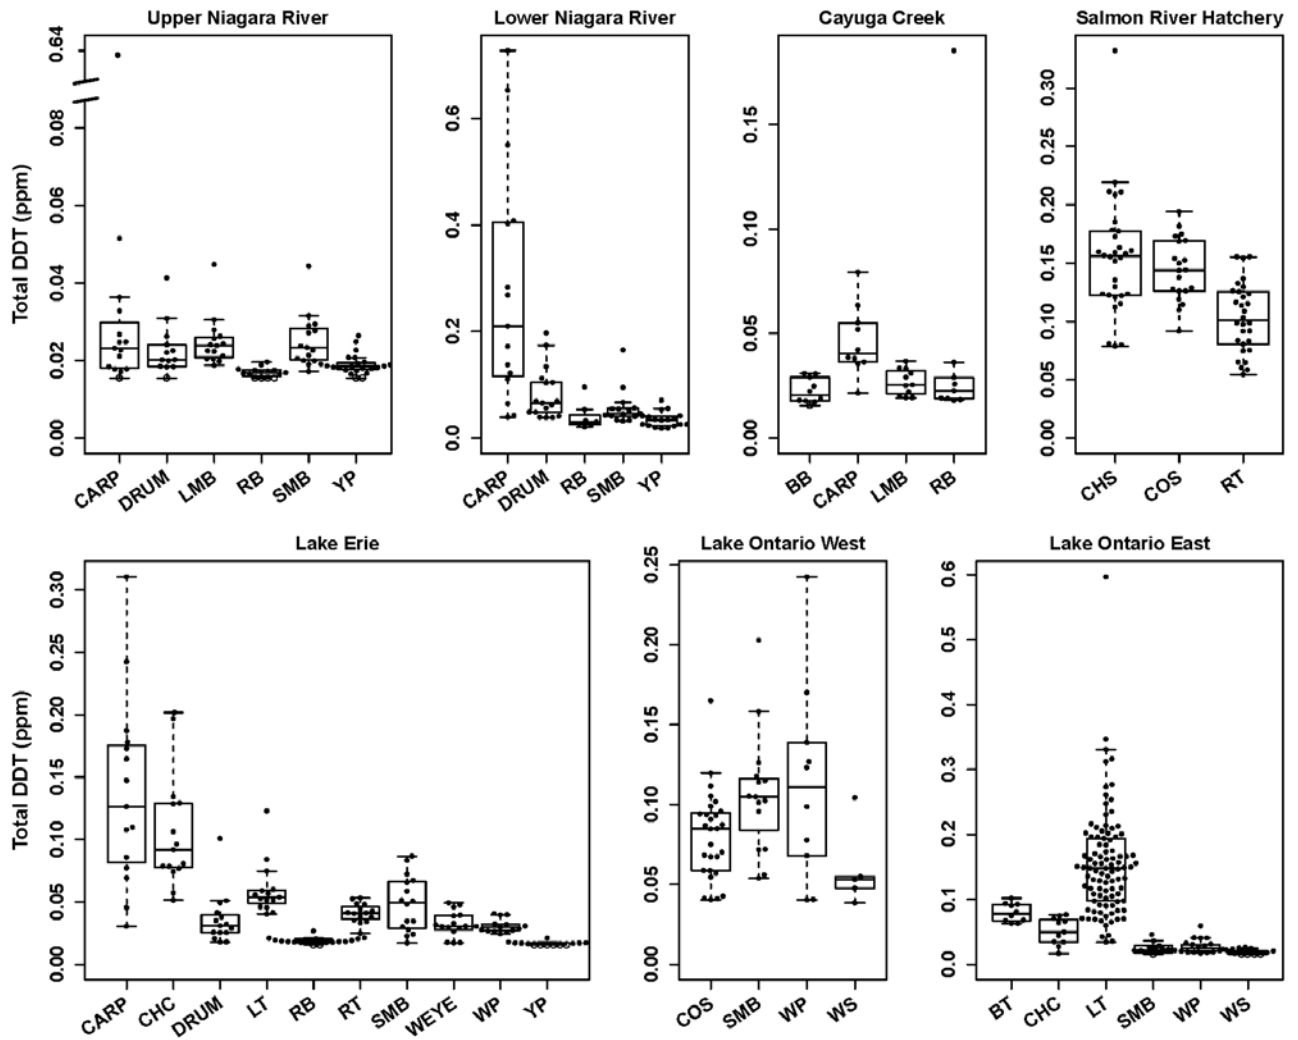 Upper Niagara River
Lower Niagara River
Cayuga Creek
Salmon River Hatchery
Total DDT (ppm)
0.64
0.08
0.06
0.04
0.02
0.00
CARP
DRUM
LMB
RB
SMB
YP
0.6
0.4
0.2
0.0
CARP
DRUM
RB
SMB
YP
0.15
0.10
0.05
0.00
BB
CARP
LMB
RB
0.30
0.25
0.20
0.15
0.10
0.05
0.00
CHS
COS
RT
Lake Erie
Lake Ontario West
Lake Ontario East
Total DDT (ppm)
0.30
0.25
0.20
0.15
0.10
0.05
0.00
CARP
CHC
DRUM
LT
RB
RT
SMB
WEYE
WP
YP
0.25
0.20
0.15
0.10
0.05
0.00
COS
SMB
WP
WS
0.6
0.5
0.4
0.3
0.2
0.1
0.0
BT
CHC
LT
SMB
WP
WS